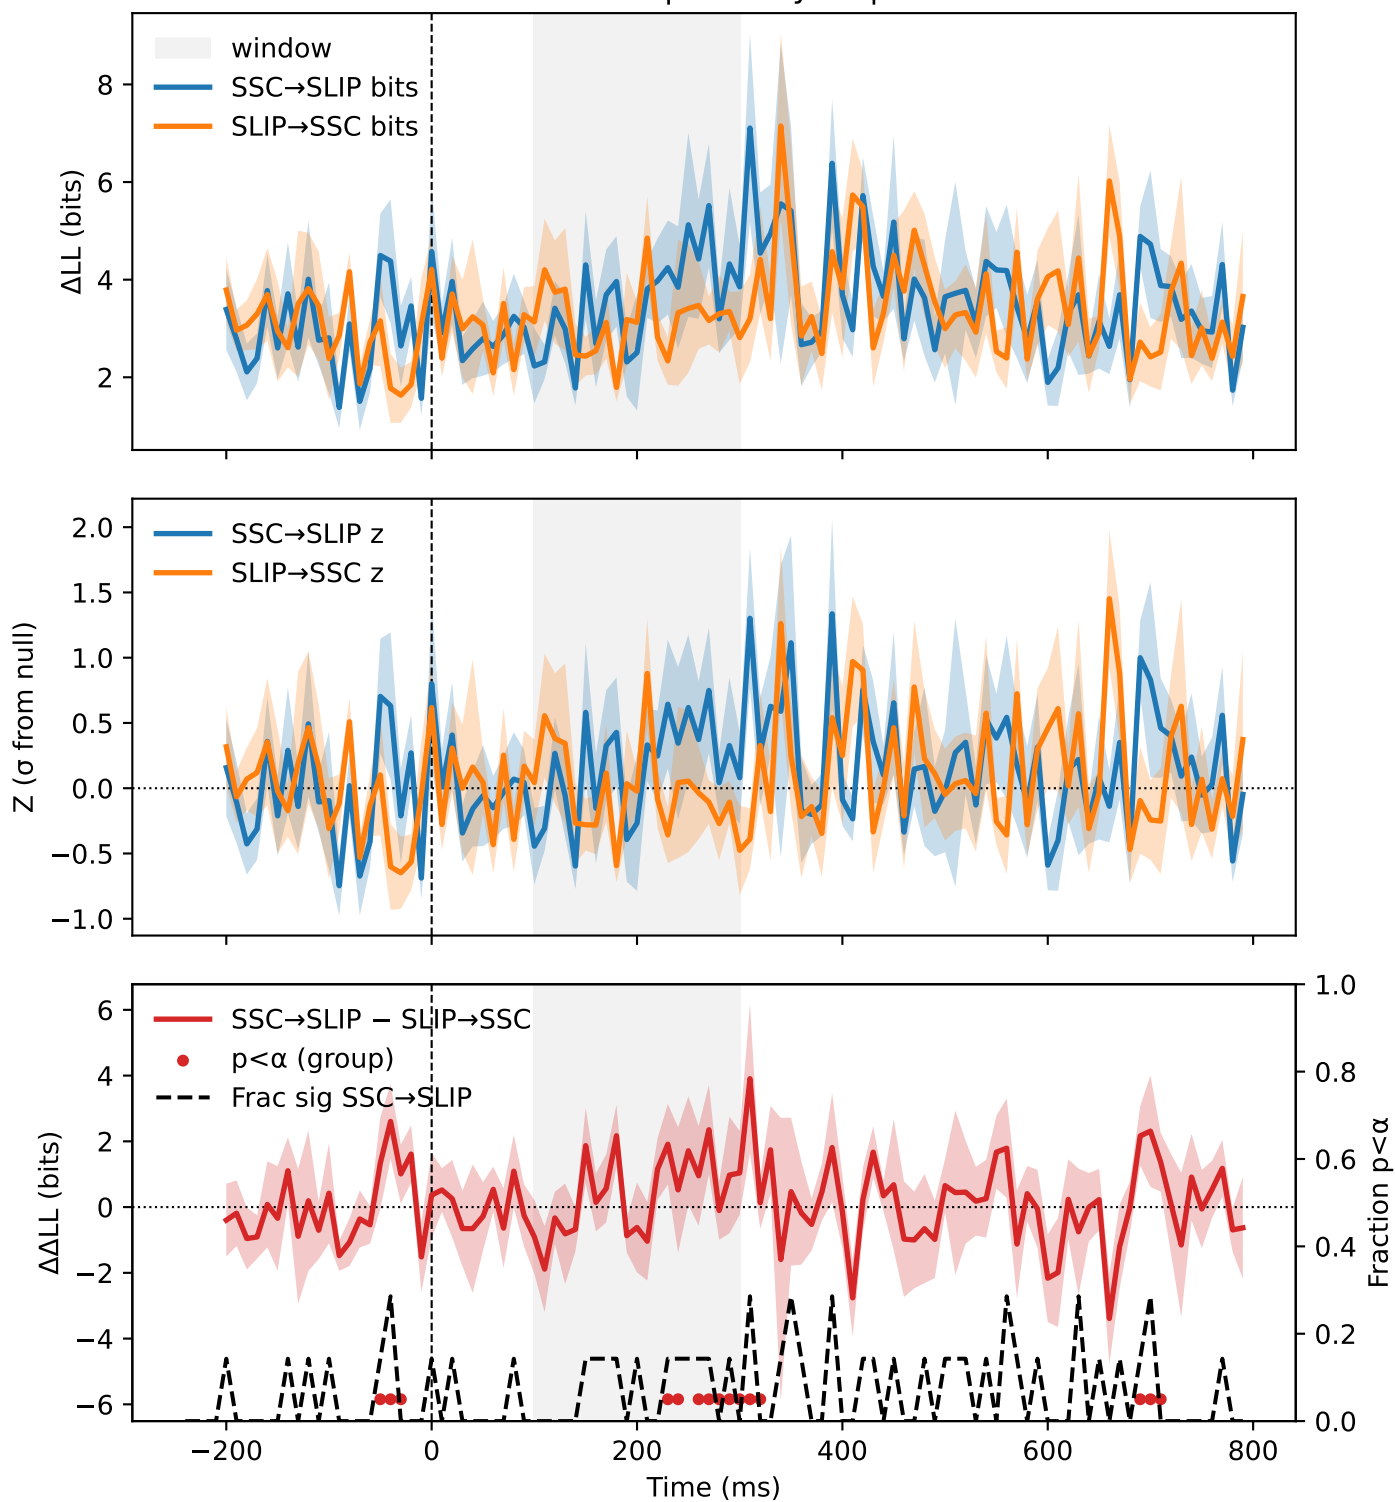 window
SSC→SLIP bits
SLIP→SSC bits
ΔLL (bits)
8
6
4
2
SSC→SLIP z
SLIP→SSC z
Z (σ from null)
2.0
1.5
1.0
0.5
0.0
−0.5
−1.0
SSC→SLIP − SLIP→SSC
p<α (group)
Frac sig SSC→SLIP
ΔΔLL (bits)
6
4
2
0
−2
−4
−6
1.0
0.8
0.6
0.4
0.2
0.0
Fraction p<α
−200
0
200
400
600
800
Time (ms)